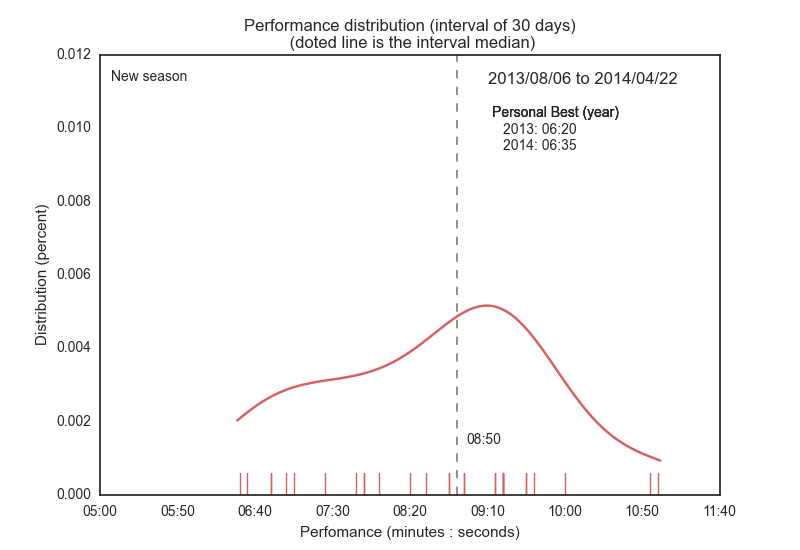 Performance distribution (interval of 30 days)
(doted line is the interval median)
0.012
New season
2013/08/06 to 2014/04/22
Personal Best (year)
2013: 06:20
2014: 06:35
0.010
0.008
0.006
0.004
0.002
0.000
Distribution (percent)
08:50
05:00 05:50 06:40 07:30 08:20 09:10 10:00 10:50 11:40
Perfomance (minutes : seconds)